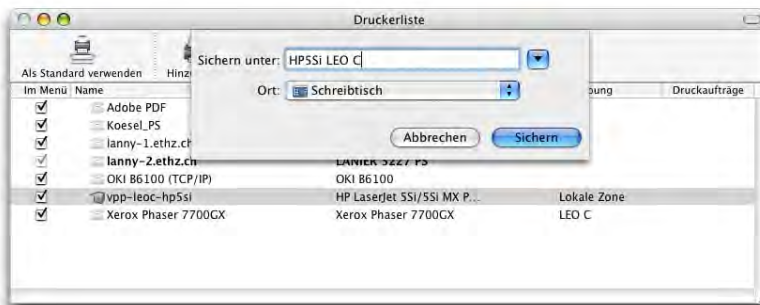 Druckerliste
Sichern unter: HP5Si LEO C
Ort: Schreibtisch
Abbrechen Sichern
Als Standard verwenden
Im Menü Name Druckaufträge
Adobe PDF
Koesel_PS
lanny-1.ethz.ch
lanny-2.ethz.ch LANIER 5227 PS
OKI B6100 (TCP/IP) OKI B6100
vpp-leoc-hp5si HP LaserJet 5Si/5Si MX P... Lokale Zone
Xerox Phaser 7700GX Xerox Phaser 7700GX LEO C